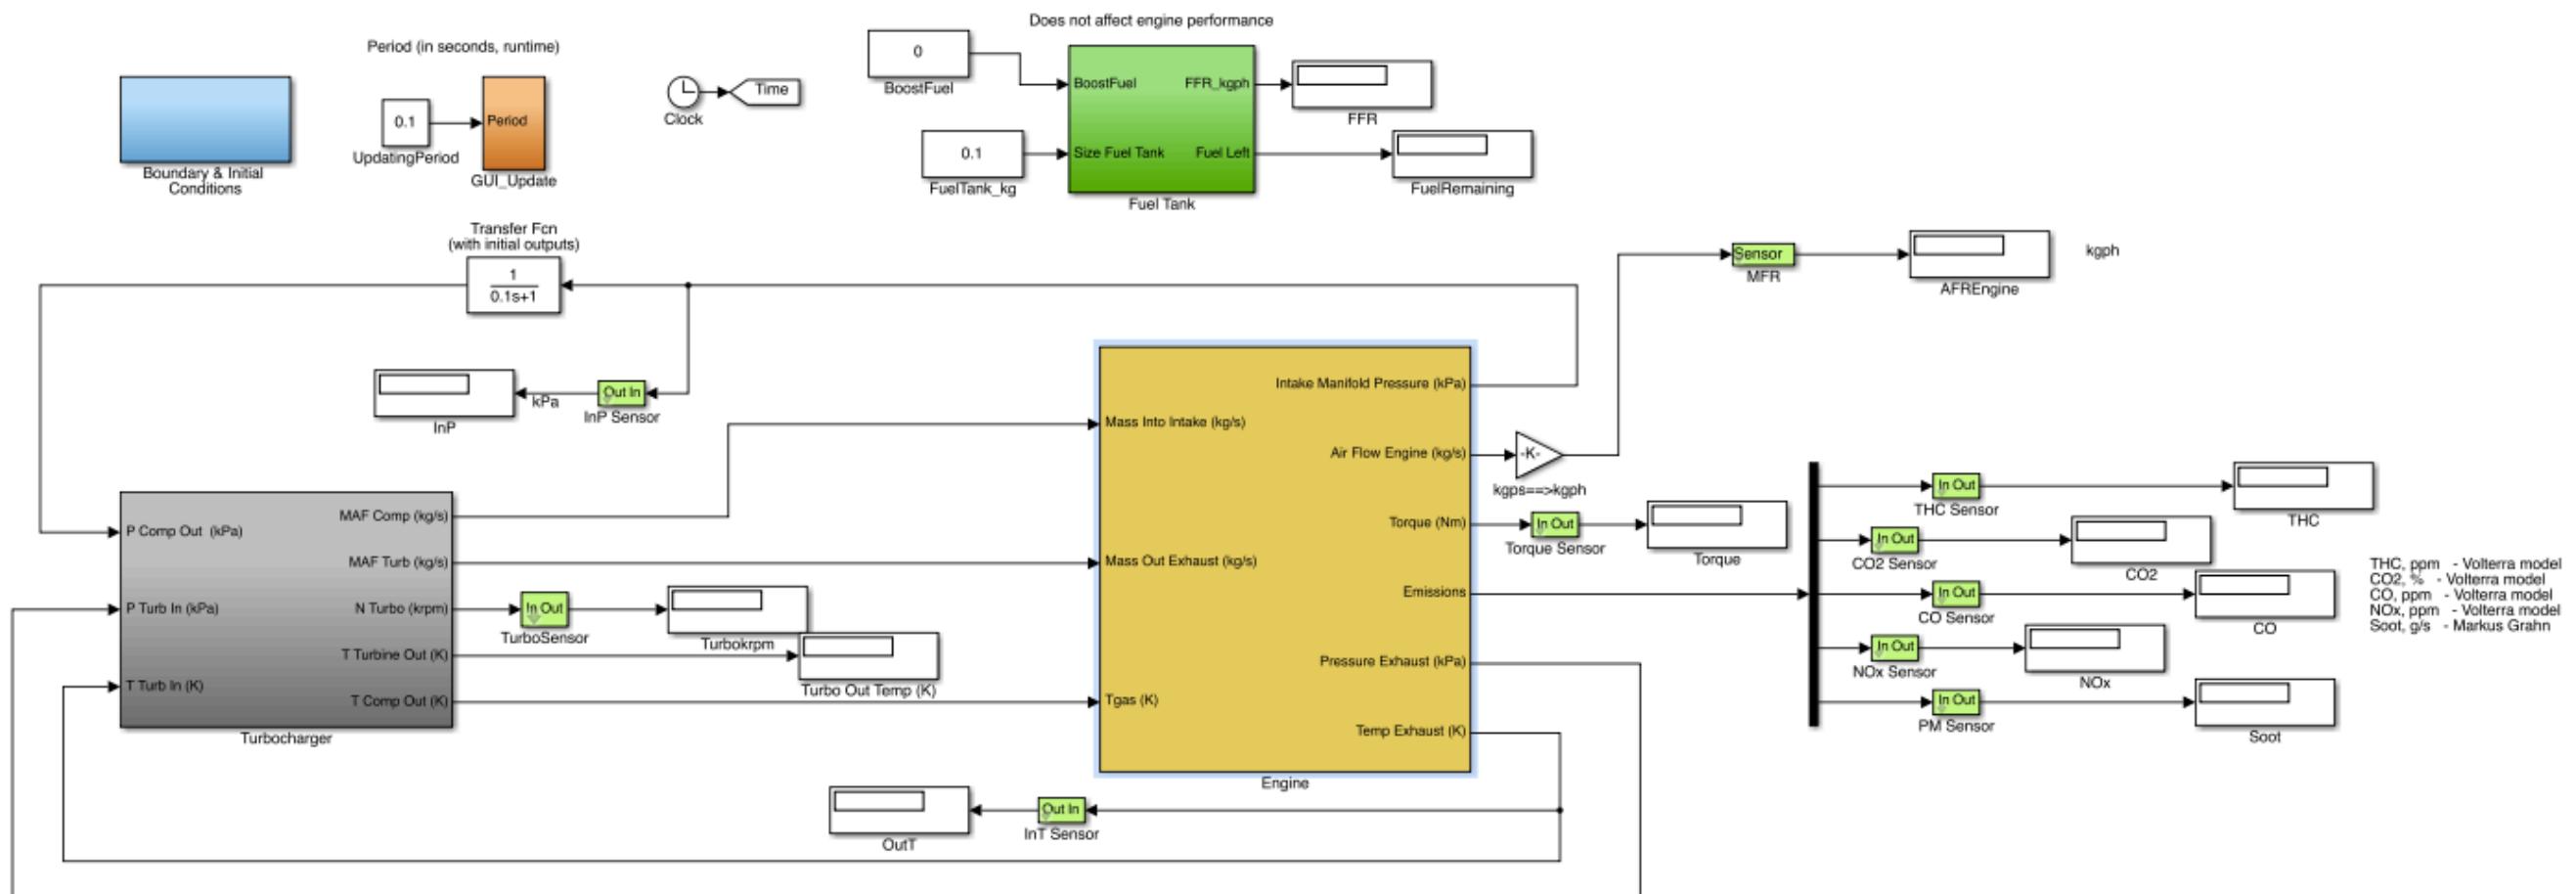 Does not affect engine performance
Period (in seconds, runtime)
0
BoostFuel
BoostFuel
FFR_kgph
FFR
Clock
Time
0.1
UpdatingPeriod
Period
GUI_Update
Boundary & Initial
Conditions
0.1
FuelTank_kg
Size Fuel Tank
Fuel Left
Fuel Tank
FuelRemaining
Transfer Fcn
(with initial outputs)
1
0.1s+1
Sensor
MFR
AFREngine
kgph
InP
kPa
Out In
InP Sensor
Intake Manifold Pressure (kPa)
Mass Into Intake (kg/s)
Air Flow Engine (kg/s)
-K-
kgps==>kgph
Torque (Nm)
In Out
Torque Sensor
Torque
Mass Out Exhaust (kg/s)
Emissions
Pressure Exhaust (kPa)
Tgas (K)
Temp Exhaust (K)
Engine
P Comp Out (kPa)
MAF Comp (kg/s)
MAF Turb (kg/s)
P Turb In (kPa)
N Turbo (krpm)
T Turbine Out (K)
T Turb In (K)
T Comp Out (K)
Turbocharger
In Out
TurboSensor
Turbokrpm
Turbo Out Temp (K)
OutT
Out In
InT Sensor
In Out
THC Sensor
THC
In Out
CO2 Sensor
CO2
In Out
CO Sensor
CO
In Out
NOx Sensor
NOx
In Out
PM Sensor
Soot
THC, ppm - Volterra model
CO2, % - Volterra model
CO, ppm - Volterra model
NOx, ppm - Volterra model
Soot, g/s - Markus Grahn